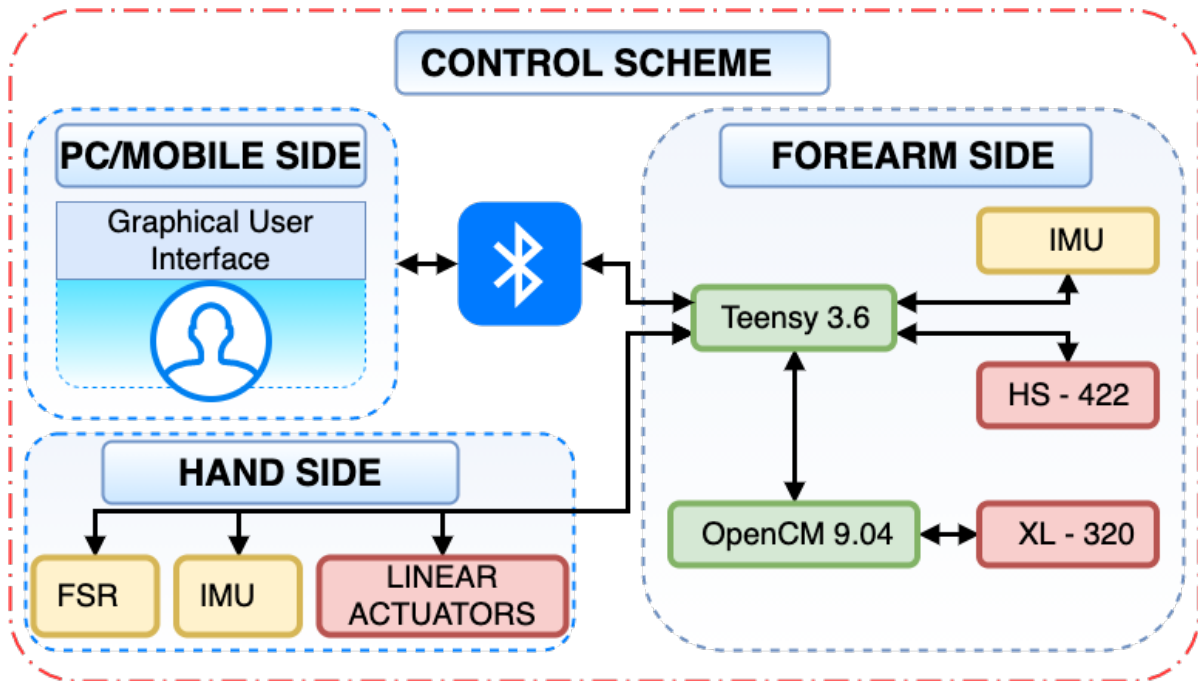 CONTROL SCHEME
PC/MOBILE SIDE
Graphical User
Interface
FOREARM SIDE
IMU
Teensy 3.6
HS - 422
OpenCM 9.04
XL - 320
HAND SIDE
FSR
IMU
LINEAR
ACTUATORS